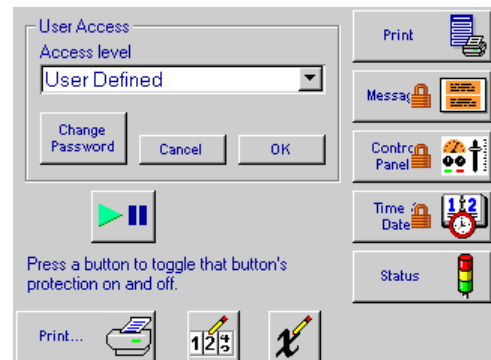 User Access
Access level
User Defined
Change
Password
Cancel
OK
Press a button to toggle that button's
protection on and off.
Print...
Print
Control
Panel
Time
Date
Status